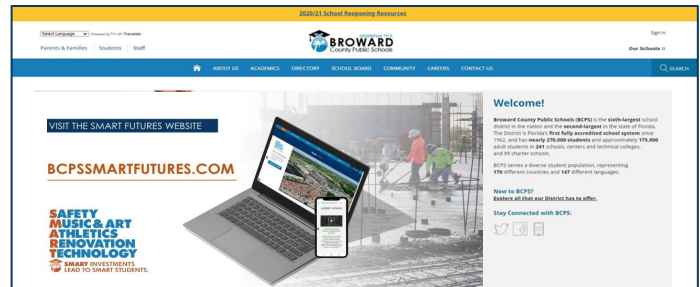 2020/21 School Reopening Resources
Select Language
Powered by Translate
Sign In
Parents & Families Students Staff
BROWARD
County Public Schools
Our Schools
ABOUT US ACADEMICS DIRECTORY SCHOOL BOARD COMMUNITY CAREERS CONTACT US
SEARCH
VISIT THE SMART FUTURES WEBSITE
BCPSSMARTFUTURES.COM
SAFETY
MUSIC & ART
ATHLETICS
RENOVATION
TECHNOLOGY
SMART INVESTMENTS
LEAD TO SMART STUDENTS.
LATEST VIDEOS
Welcome!
Broward County Public Schools (BCPS) is the sixth-largest school
district in the nation and the second-largest in the state of Florida.
The District is Florida's first fully accredited school system since
1962, and has nearly 270,000 students and approximately 175,000
adult students in 241 schools, centers and technical colleges,
and 89 charter schools.
BCPS serves a diverse student population, representing
170 different countries and 147 different languages.
New to BCPS?
Explore all that our District has to offer.
Stay Connected with BCPS: